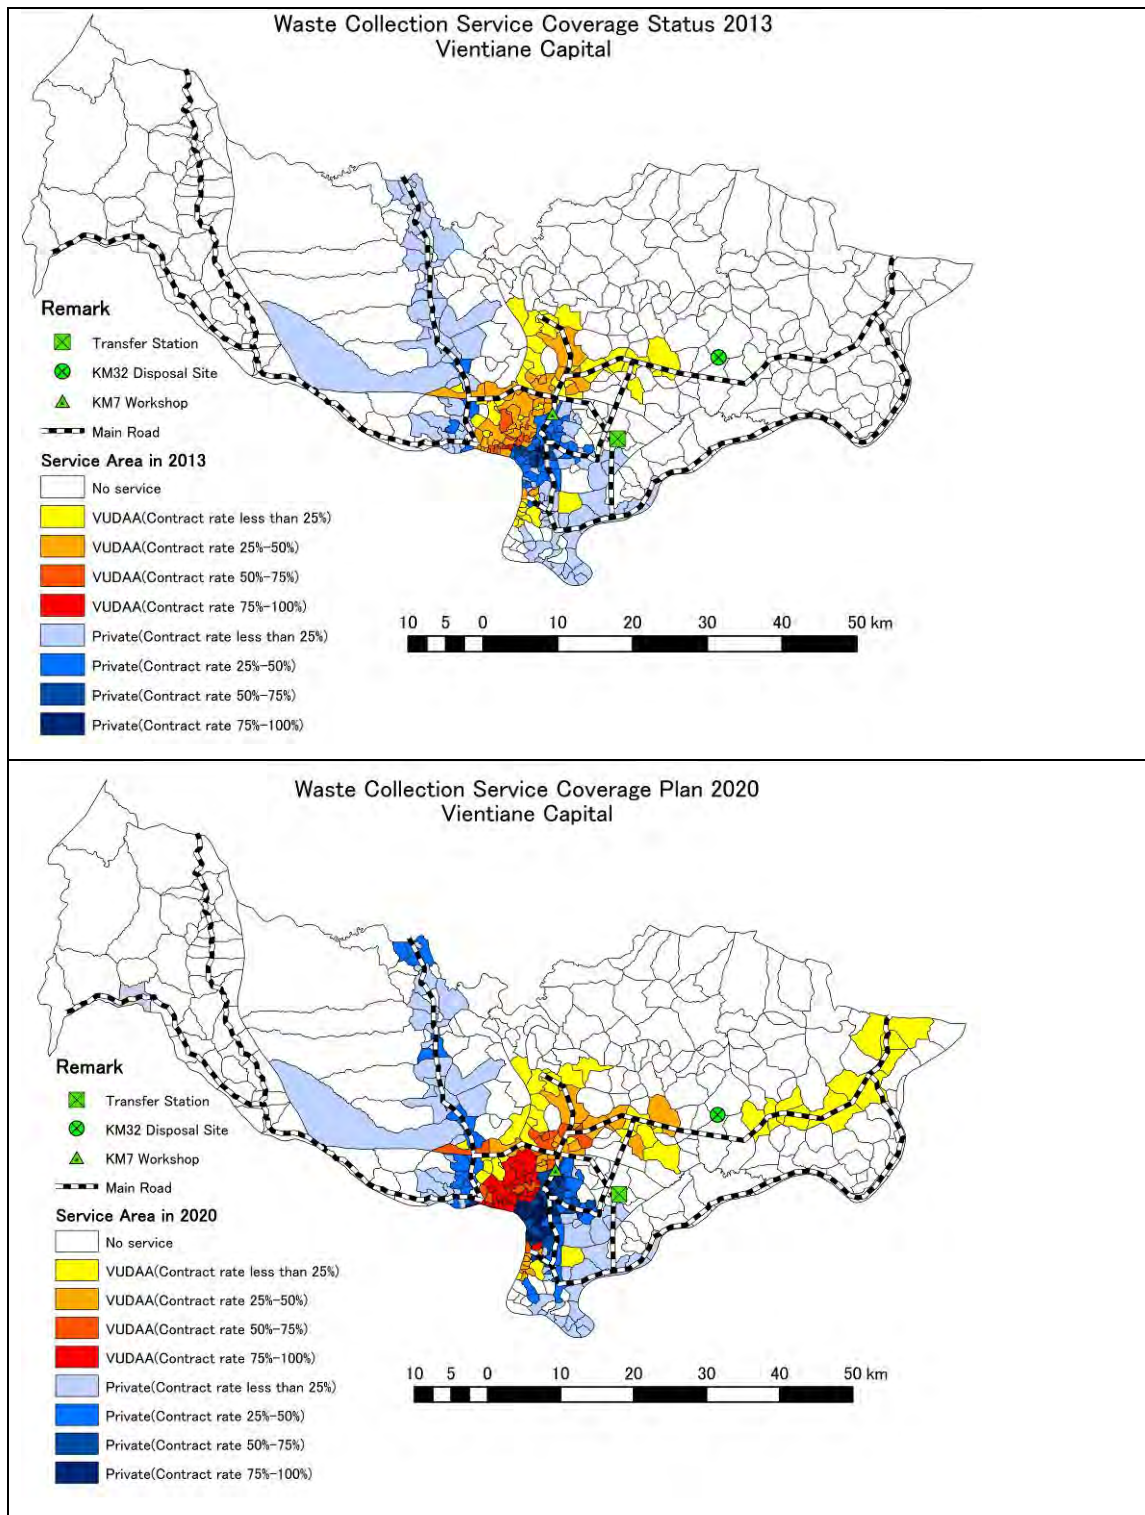 Waste Collection Service Coverage Status 2013
Vientiane Capital
Remark
Transfer Station
KM32 Disposal Site
KM7 Workshop
Main Road
Service Area in 2013
No service
VUDAA(Contract rate less than 25%)
VUDAA(Contract rate 25%-50%)
VUDAA(Contract rate 50%-75%)
VUDAA(Contract rate 75%-100%)
Private(Contract rate less than 25%)
Private(Contract rate 25%-50%)
Private(Contract rate 50%-75%)
Private(Contract rate 75%-100%)
10 5 0 10 20 30 40 50 km
Waste Collection Service Coverage Plan 2020
Vientiane Capital
Remark
Transfer Station
KM32 Disposal Site
KM7 Workshop
Main Road
Service Area in 2020
No service
VUDAA(Contract rate less than 25%)
VUDAA(Contract rate 25%-50%)
VUDAA(Contract rate 50%-75%)
VUDAA(Contract rate 75%-100%)
Private(Contract rate less than 25%)
Private(Contract rate 25%-50%)
Private(Contract rate 50%-75%)
Private(Contract rate 75%-100%)
10 5 0 10 20 30 40 50 km